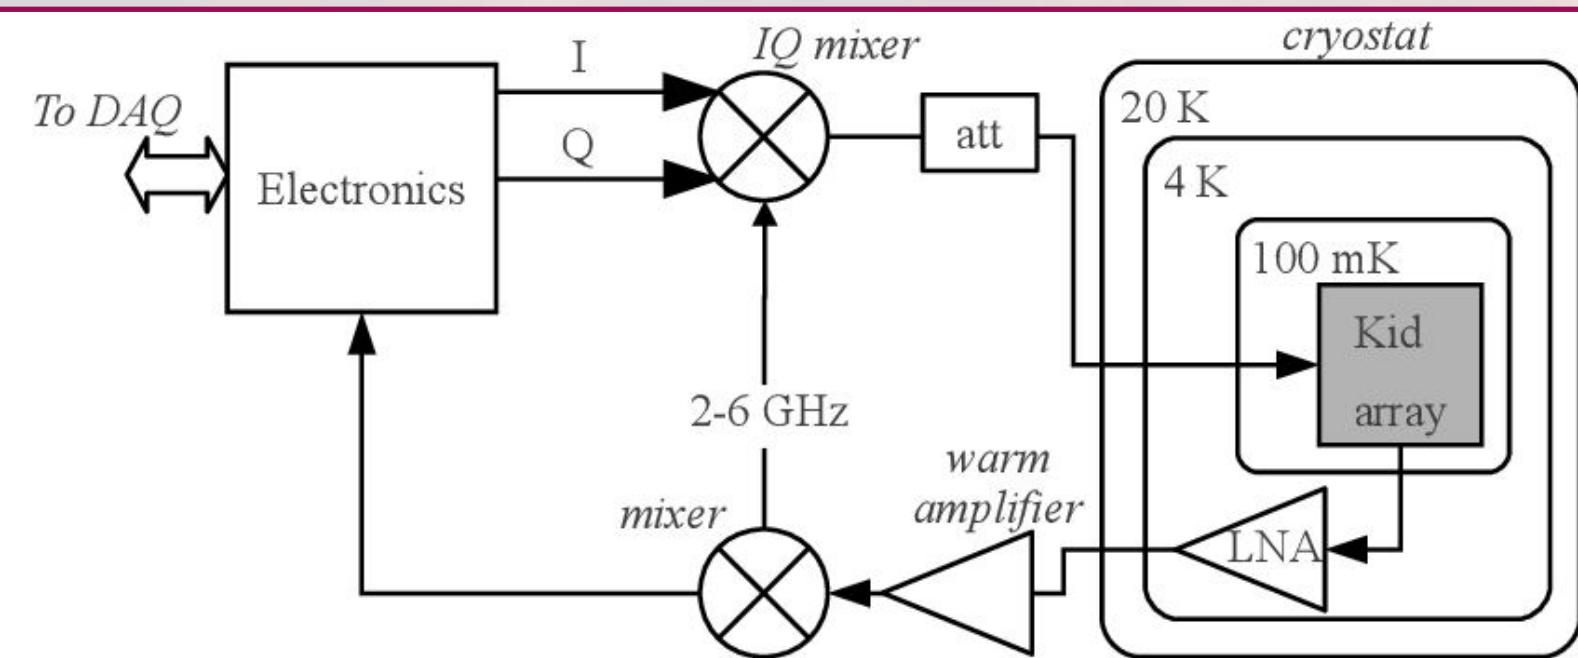 To DAQ
Electronics
I
Q
IQ mixer
att
cryostat
20 K
4 K
100 mK
Kid
array
2-6 GHz
mixer
warm
amplifier
LNA